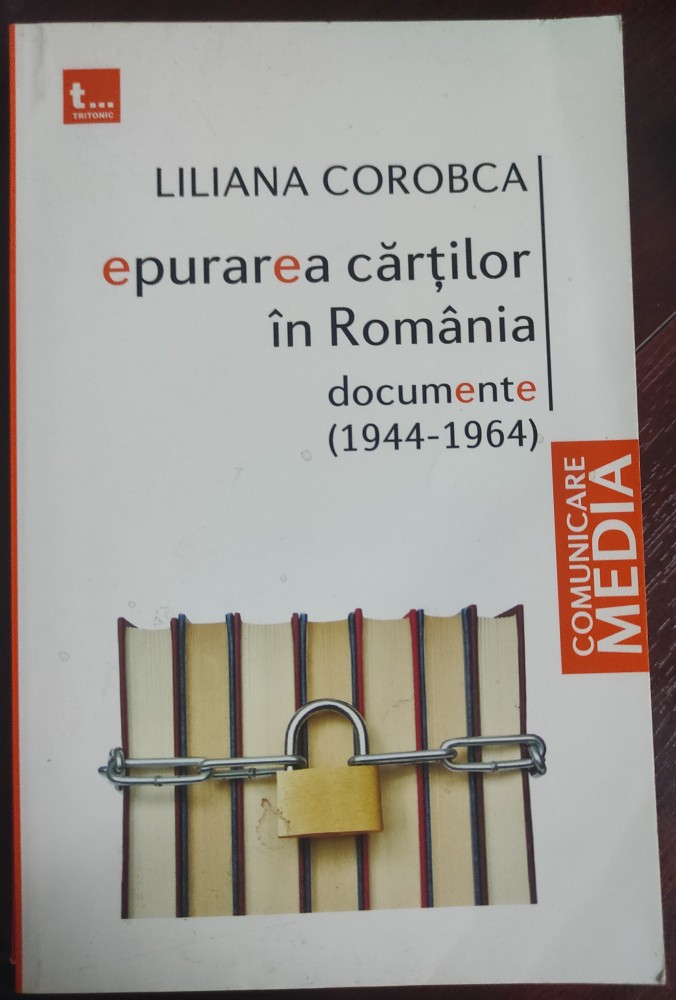 t...
TRITONIC
LILIANA COROBCA
epurarea cărților
în România
documente
(1944-1964)
COMUNICARE
MEDIA